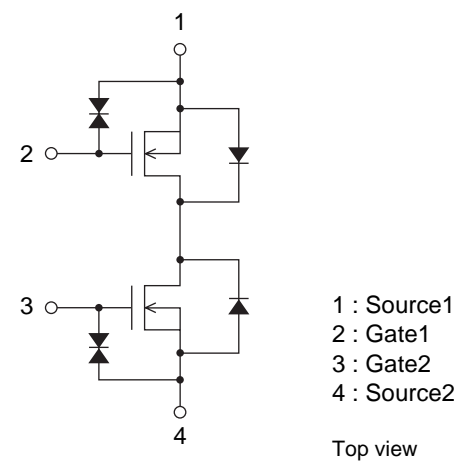 1
2
3
4
1 : Source1
2 : Gate1
3 : Gate2
4 : Source2
Top view